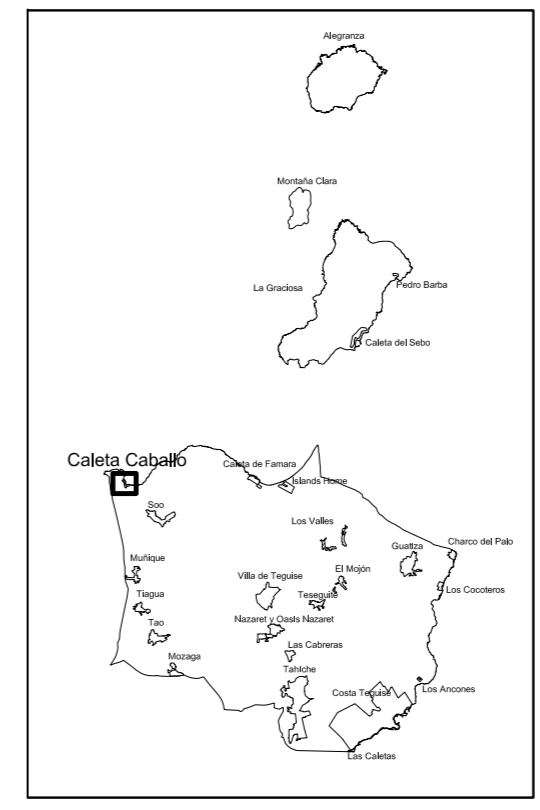 Alegranza
Montaña Clara
La Graciosa
Pedro Barba
Caleta del Sebo
Caleta Caballo
Caleta de Famara
Islands Home
Soo
Los Valles
Guatiza
Charco del Palo
Muñique
Villa de Teguise
El Mojón
Los Cocoteros
Tiagua
Teseguite
Tao
Nazaret y Oasis Nazaret
Las Cabreras
Mozaga
Tahiche
Costa Teguise
Los Ancones
Las Caletas